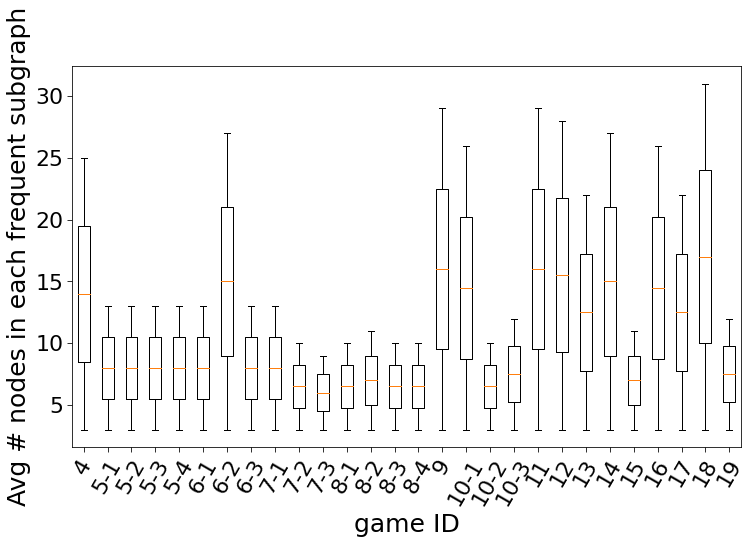 Avg # nodes in each frequent subgraph
30
25
20
15
10
5
4 5-1 5-2 5-3 5-4 6-1 6-2 6-3 7-1 7-2 7-3 8-1 8-2 8-3 8-4 9 10-1 10-2 10-3 11 12 13 14 15 16 17 18 19
game ID